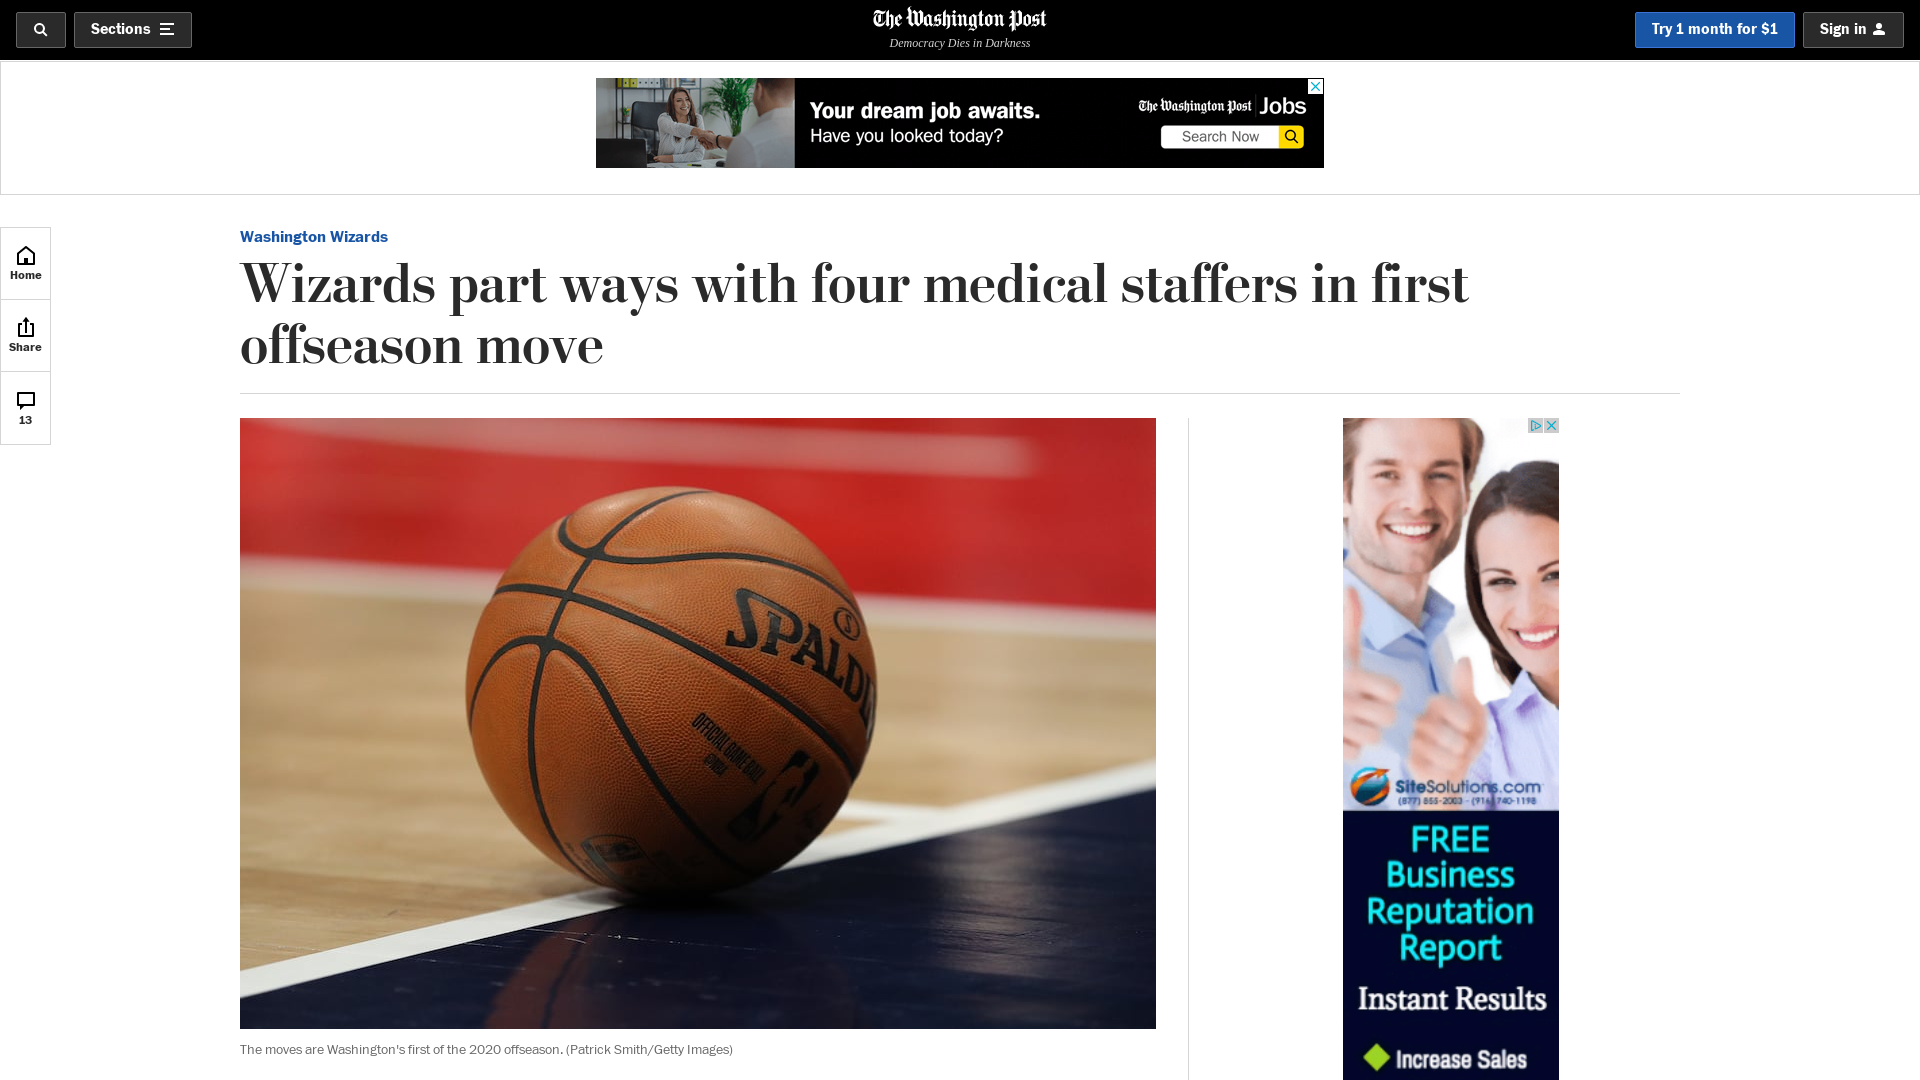 Sections
The Washington Post
Democracy Dies in Darkness
Try 1 month for $1
Sign in
Your dream job awaits.
Have you looked today?
The Washington Post Jobs
Search Now
Home
Share
13
Washington Wizards
Wizards part ways with four medical staffers in first
offseason move
SPALD
OFFICIAL GAME BALL
@NBA
SiteSolutions.com
(877) 855-2003 - (916) 740-1198
FREE
Business
Reputation
Report
Instant Results
Increase Sales
The moves are Washington's first of the 2020 offseason. (Patrick Smith/Getty Images)